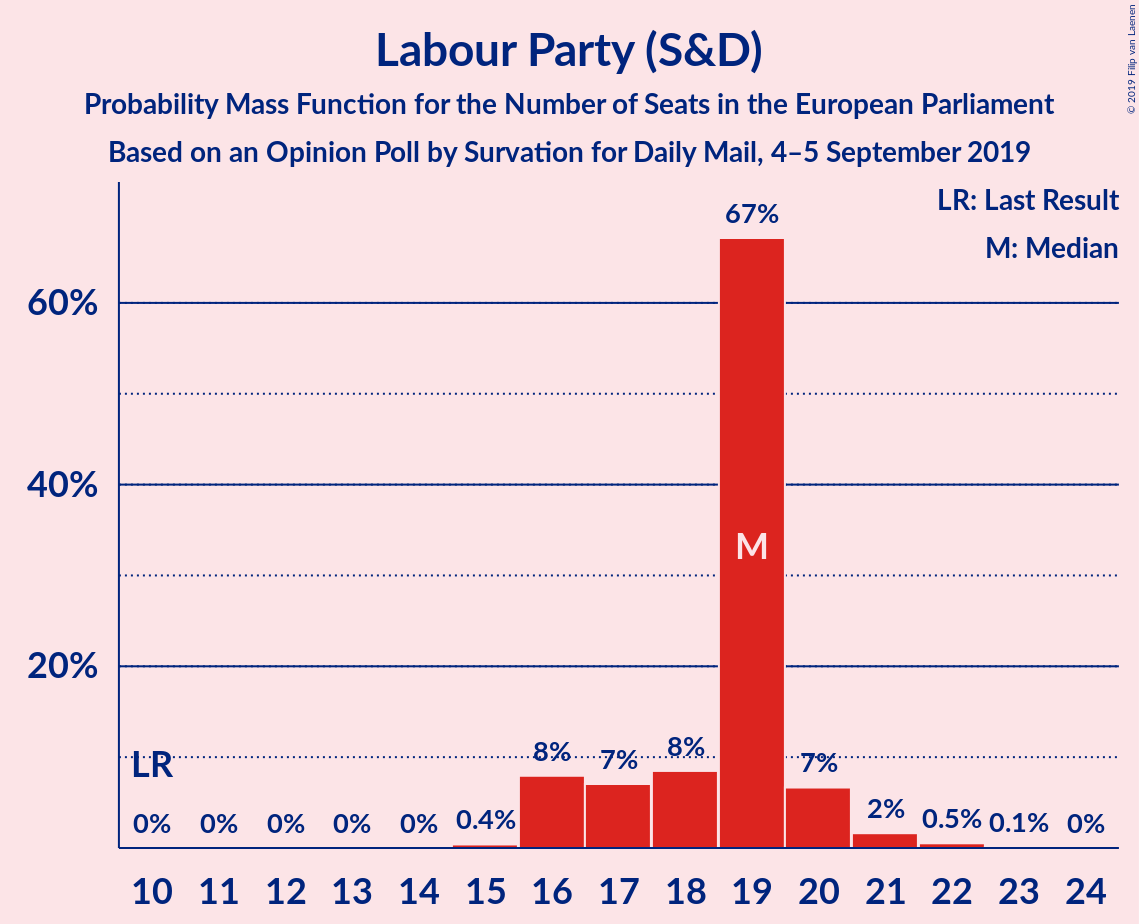 Labour Party (S&D)
Probability Mass Function for the Number of Seats in the European Parliament
Based on an Opinion Poll by Survation for Daily Mail, 4–5 September 2019
© 2019 Filip van Laenen
LR: Last Result
M: Median
67%
60%
40%
20%
M
LR
0% 0% 0% 0% 0% 0.4% 8% 7% 8% 7% 2% 0.5% 0.1% 0%
10 11 12 13 14 15 16 17 18 19 20 21 22 23 24